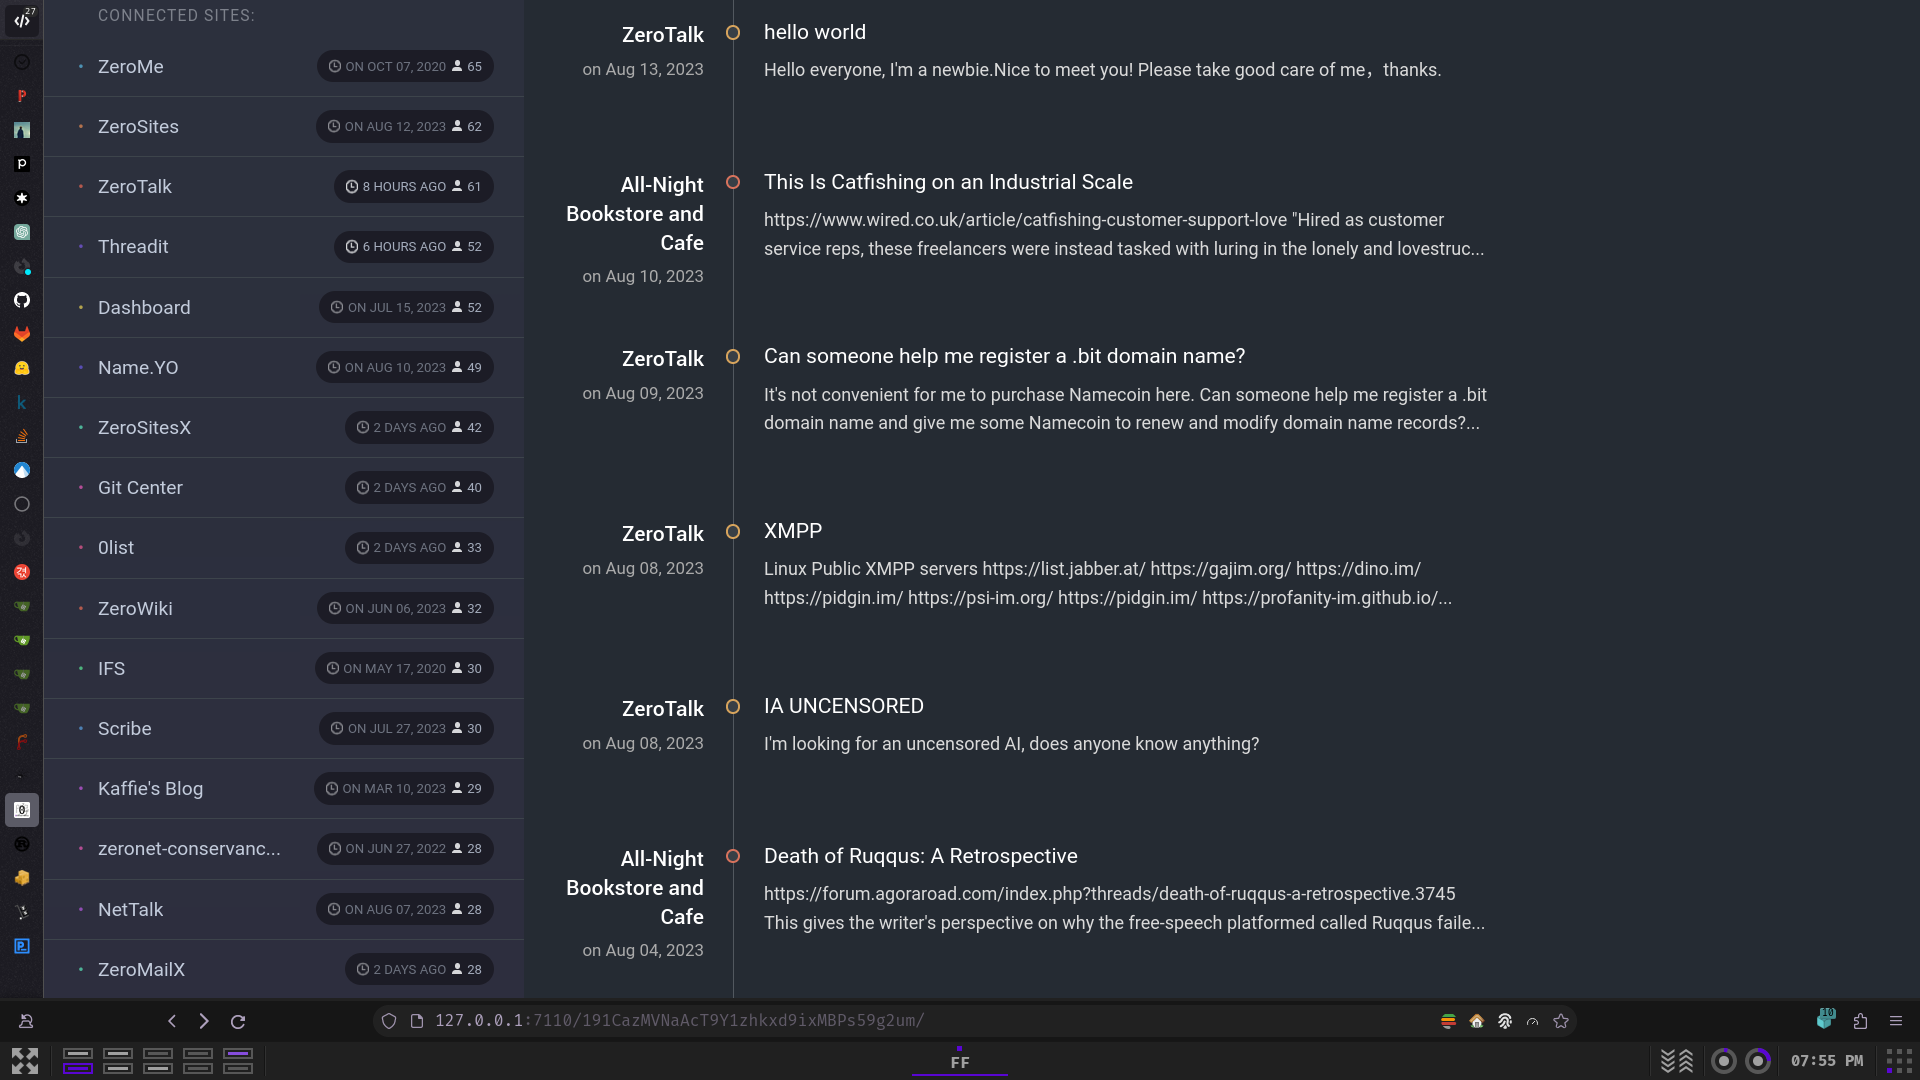 27
CONNECTED SITES:
ZeroMe ON OCT 07, 2020 65
ZeroSites ON AUG 12, 2023 62
ZeroTalk 8 HOURS AGO 61
Threadit 6 HOURS AGO 52
Dashboard ON JUL 15, 2023 52
Name.YO ON AUG 10, 2023 49
ZeroSitesX 2 DAYS AGO 42
Git Center 2 DAYS AGO 40
0list 2 DAYS AGO 33
ZeroWiki ON JUN 06, 2023 32
IFS ON MAY 17, 2020 30
Scribe ON JUL 27, 2023 30
Kaffie's Blog ON MAR 10, 2023 29
zeronet-conservanc... ON JUN 27, 2022 28
NetTalk ON AUG 07, 2023 28
ZeroMailX 2 DAYS AGO 28
ZeroTalk
on Aug 13, 2023
hello world
Hello everyone, I'm a newbie.Nice to meet you! Please take good care of me，thanks.
All-Night
Bookstore and
Cafe
on Aug 10, 2023
This Is Catfishing on an Industrial Scale
https://www.wired.co.uk/article/catfishing-customer-support-love "Hired as customer
service reps, these freelancers were instead tasked with luring in the lonely and lovestruc...
ZeroTalk
on Aug 09, 2023
Can someone help me register a .bit domain name?
It's not convenient for me to purchase Namecoin here. Can someone help me register a .bit
domain name and give me some Namecoin to renew and modify domain name records?...
ZeroTalk
on Aug 08, 2023
XMPP
Linux Public XMPP servers https://list.jabber.at/ https://gajim.org/ https://dino.im/
https://pidgin.im/ https://psi-im.org/ https://pidgin.im/ https://profanity-im.github.io/...
ZeroTalk
on Aug 08, 2023
IA UNCENSORED
I'm looking for an uncensored AI, does anyone know anything?
All-Night
Bookstore and
Cafe
on Aug 04, 2023
Death of Ruqqus: A Retrospective
https://forum.agoraroad.com/index.php?threads/death-of-ruqqus-a-retrospective.3745
This gives the writer's perspective on why the free-speech platformed called Ruqqus faile...
127.0.0.1:7110/191CazMVNaAcT9Y1zhkxd9ixMBPs59g2um/
10
FF
07:55 PM